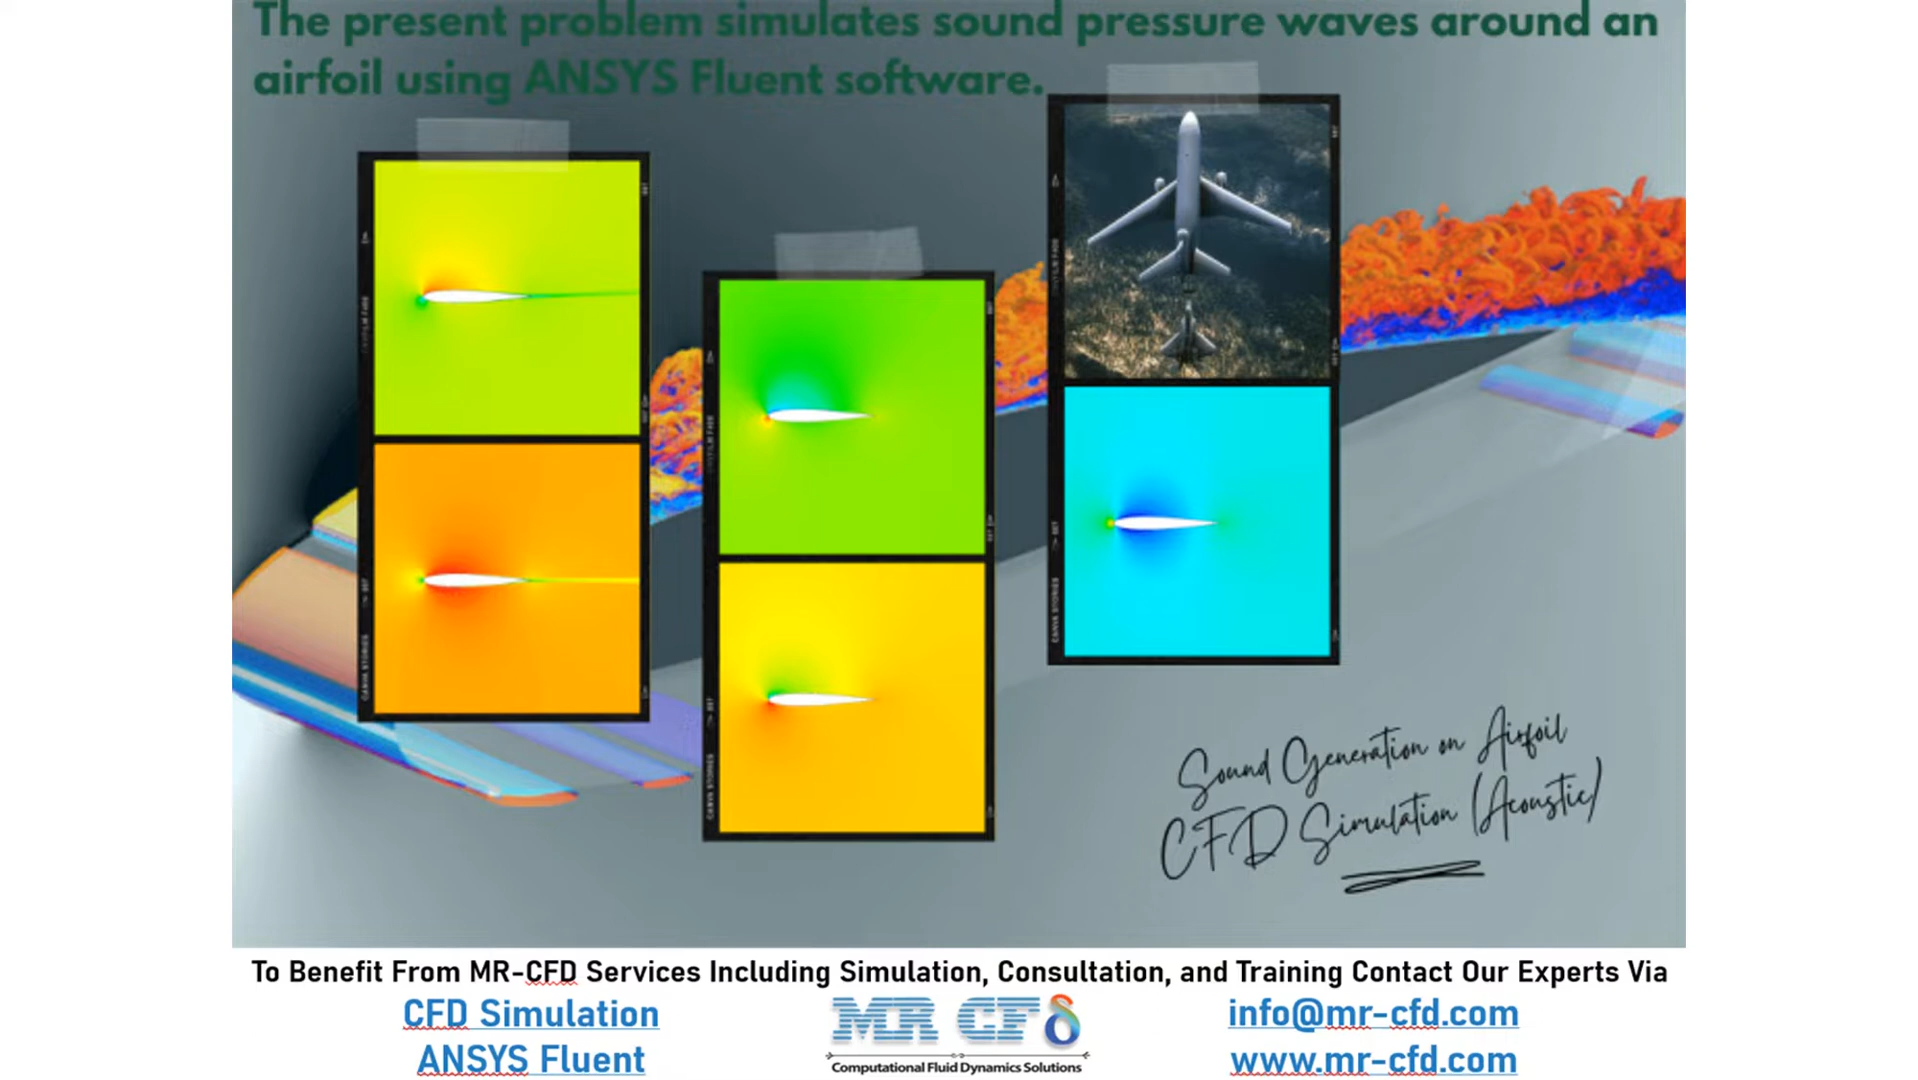 The present problem simulates sound pressure waves around an
airfoil using ANSYS Fluent software.
Sound Generation on Airfoil
CFD Simulation (Acoustic)
To Benefit From MR-CFD Services Including Simulation, Consultation, and Training Contact Our Experts Via
CFD Simulation
ANSYS Fluent
MR CFδ
Computational Fluid Dynamics Solutions
info@mr-cfd.com
www.mr-cfd.com